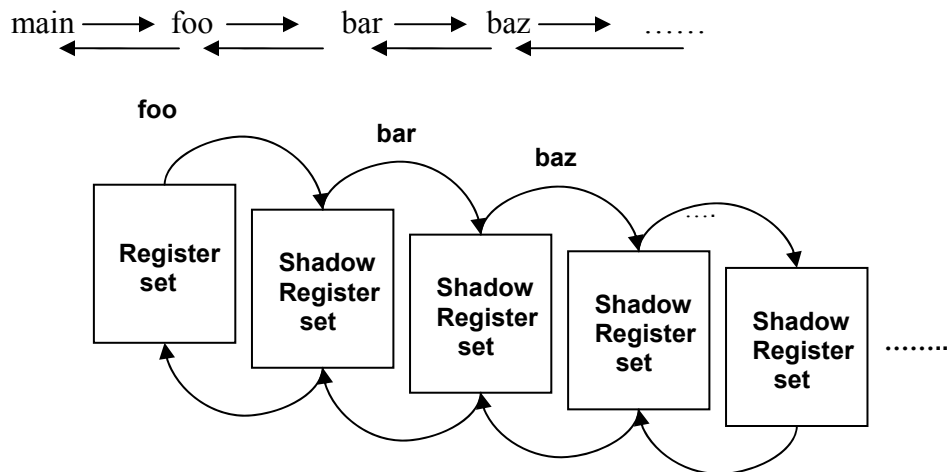 main foo bar baz ……
foo
bar
baz
….
Register
set
Shadow
Register
set
Shadow
Register
set
Shadow
Register
set
Shadow
Register
set
……..